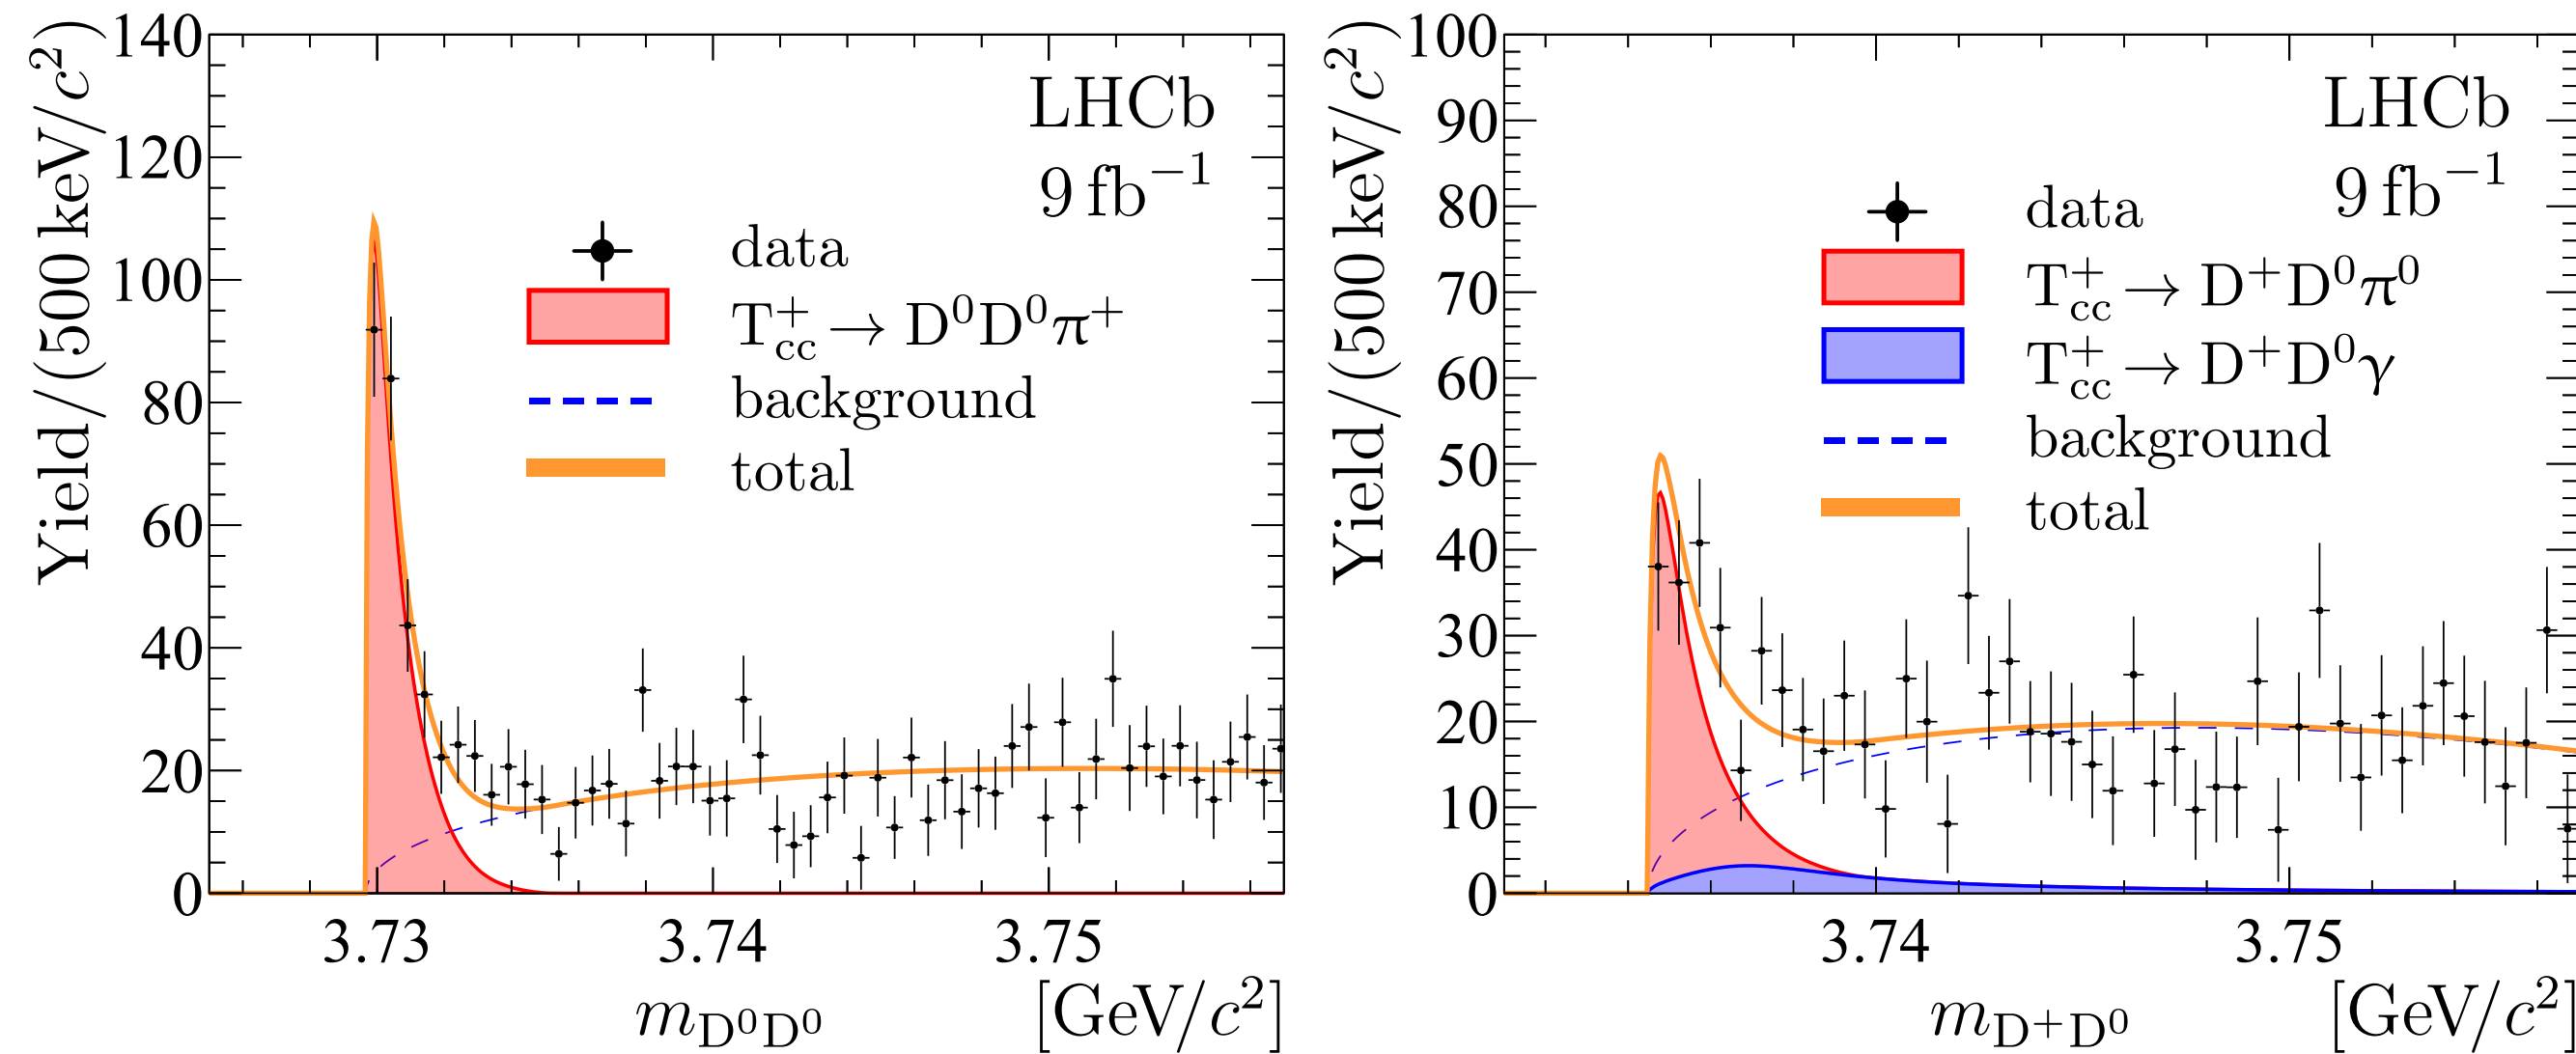 Yield/(500 keV/c²)
140
120
100
80
60
40
20
0
LHCb
9 fb⁻¹
data
T⁺cc → D⁰D⁰π⁺
background
total
3.73
3.74
3.75
m_D⁰D⁰
[GeV/c²]
Yield/(500 keV/c²)
100
90
80
70
60
50
40
30
20
10
0
LHCb
9 fb⁻¹
data
T⁺cc → D⁺D⁰π⁰
T⁺cc → D⁺D⁰γ
background
total
3.74
3.75
m_D⁺D⁰
[GeV/c²]